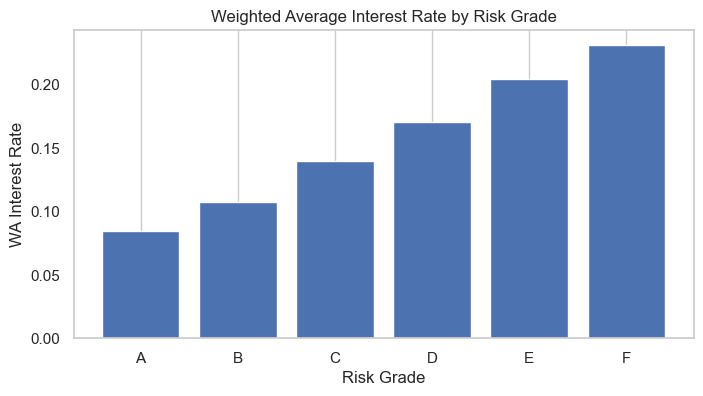 Weighted Average Interest Rate by Risk Grade
WA Interest Rate
0.20
0.15
0.10
0.05
0.00
A B C D E F
Risk Grade